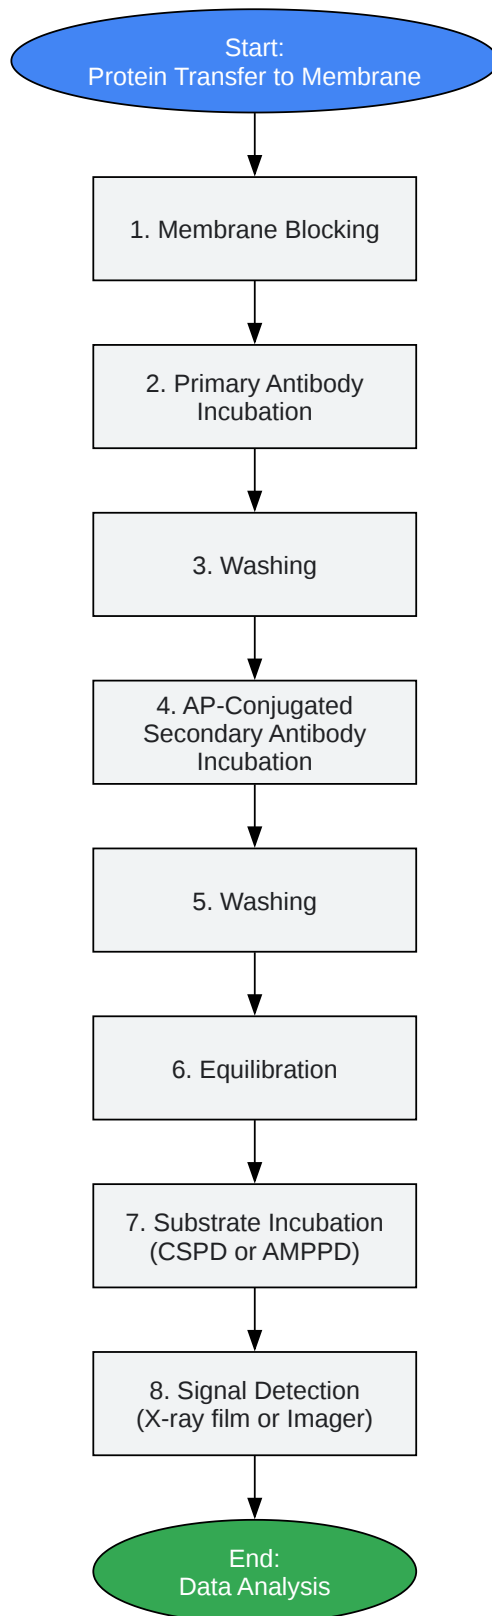 Start:
Protein Transfer to Membrane
1. Membrane Blocking
2. Primary Antibody
Incubation
3. Washing
4. AP-Conjugated
Secondary Antibody
Incubation
5. Washing
6. Equilibration
7. Substrate Incubation
(CSPD or AMPPD)
8. Signal Detection
(X-ray film or Imager)
End:
Data Analysis